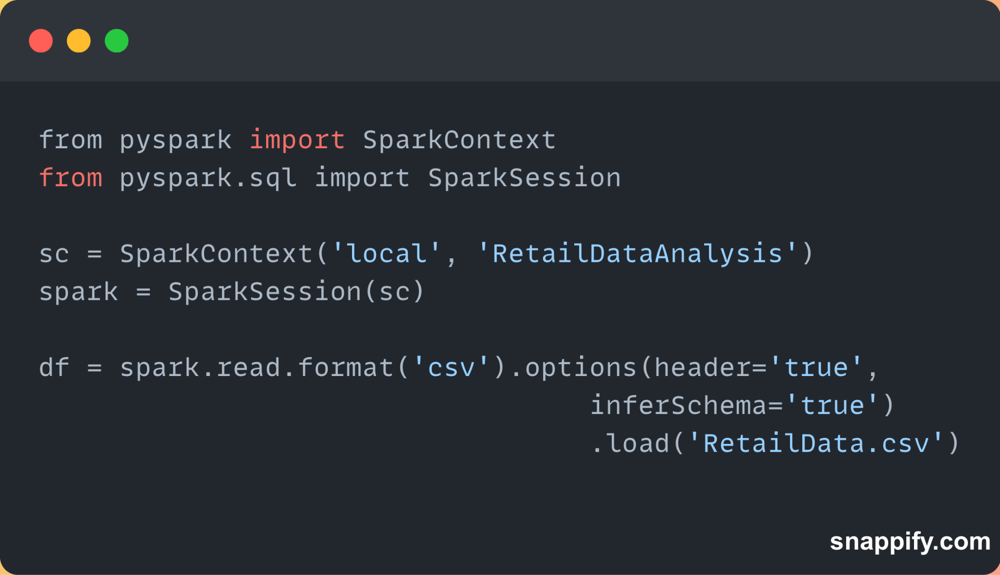 from pyspark import SparkContext
from pyspark.sql import SparkSession
sc = SparkContext('local', 'RetailDataAnalysis')
spark = SparkSession(sc)
df = spark.read.format('csv').options(header='true',
inferSchema='true')
.load('RetailData.csv')
snappify.com